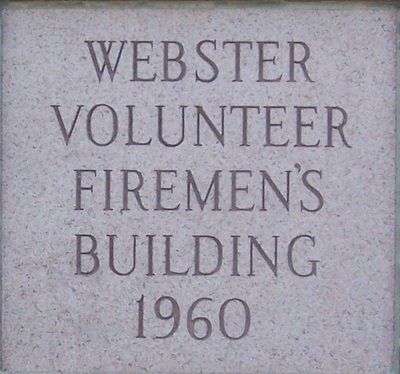 WEBSTER
VOLUNTEER
FIREMEN'S
BUILDING
1960